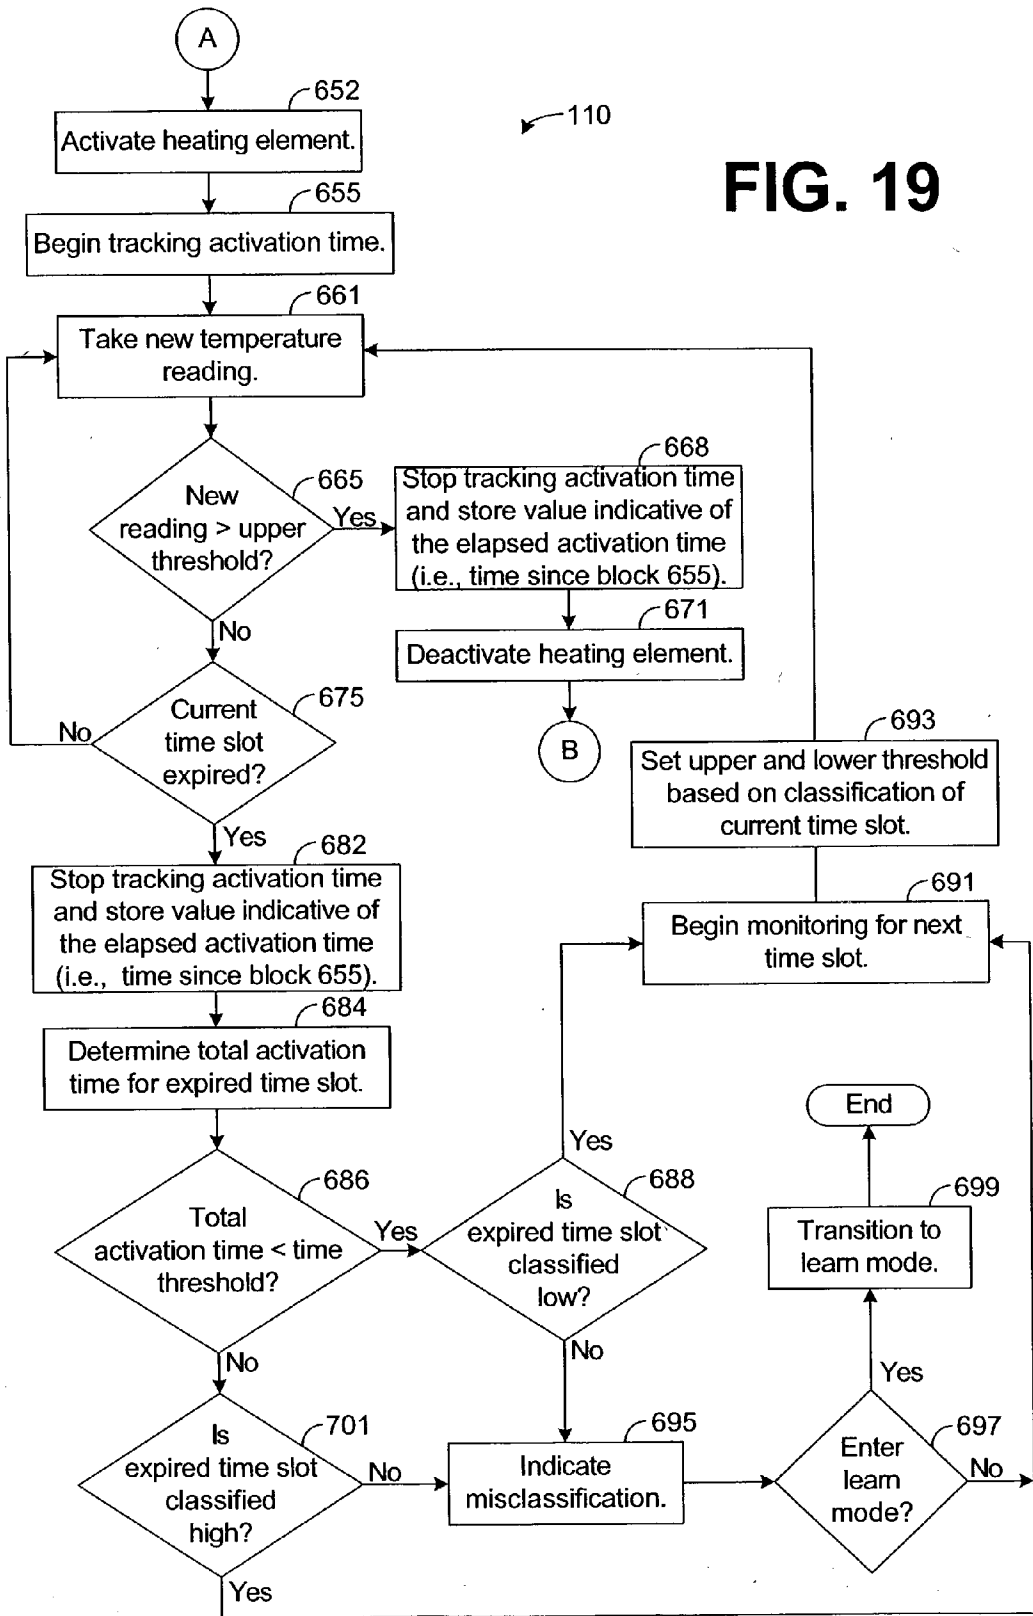 A
652
Activate heating element.
110
FIG. 19
655
Begin tracking activation time.
661
Take new temperature
reading.
665
New
reading > upper
threshold?
Yes
668
Stop tracking activation time
and store value indicative of
the elapsed activation time
(i.e., time since block 655).
No
671
Deactivate heating element.
B
675
Current
time slot
expired?
No
Yes
693
Set upper and lower threshold
based on classification of
current time slot.
682
Stop tracking activation time
and store value indicative of
the elapsed activation time
(i.e., time since block 655).
691
Begin monitoring for next
time slot.
684
Determine total activation
time for expired time slot.
End
686
Total
activation time < time
threshold?
Yes
No
688
Is
expired time slot
classified
low?
Yes
No
699
Transition to
learn mode.
Yes
701
Is
expired time slot
classified
high?
No
Yes
695
Indicate
misclassification.
697
Enter
learn
mode?
No